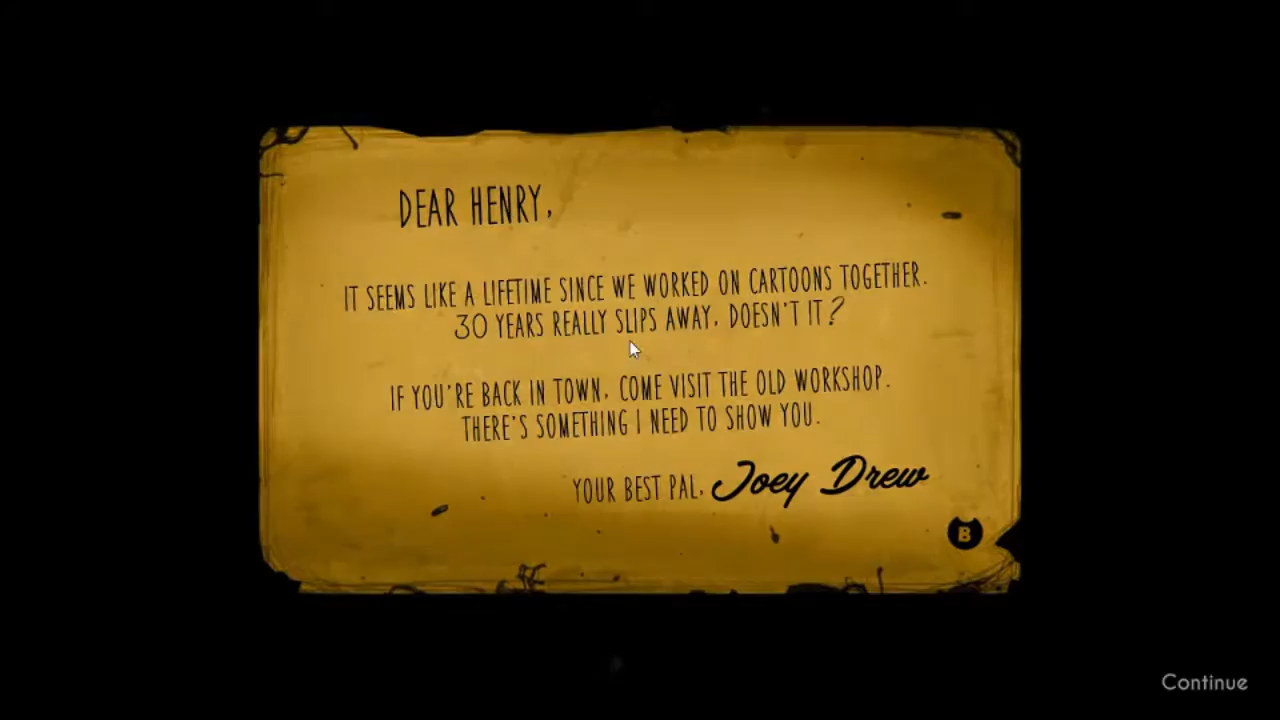 DEAR HENRY,
IT SEEMS LIKE A LIFETIME SINCE WE WORKED ON CARTOONS TOGETHER.
30 YEARS REALLY SLIPS AWAY, DOESN'T IT?
IF YOU'RE BACK IN TOWN, COME VISIT THE OLD WORKSHOP.
THERE'S SOMETHING I NEED TO SHOW YOU.
YOUR BEST PAL, Joey Drew
B
Continue